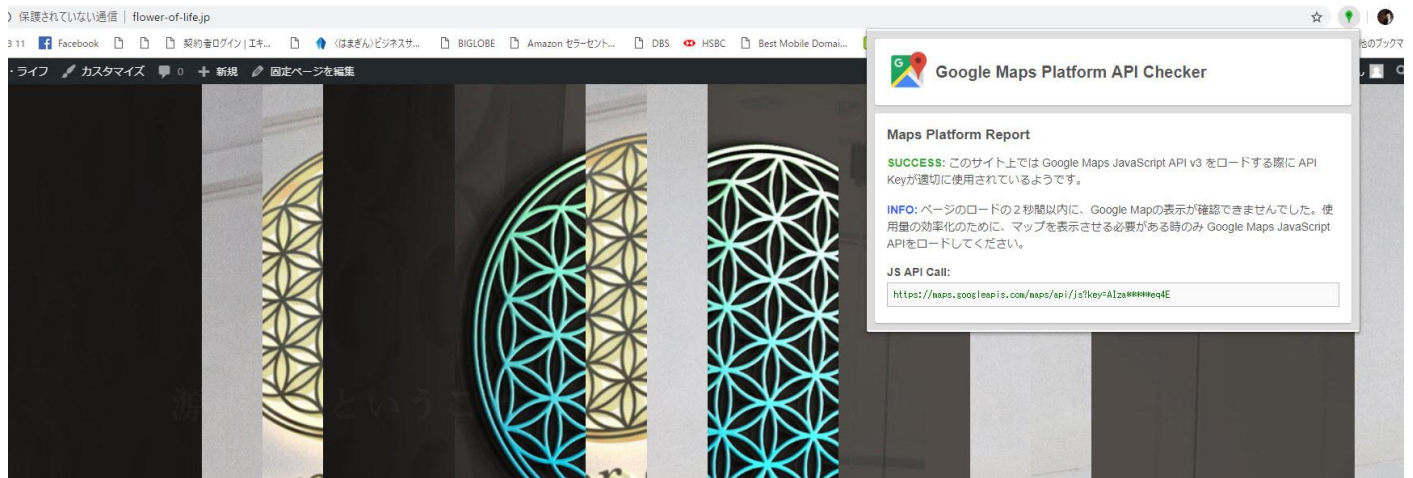 保護されていない通信 | flower-of-life.jp
3 11 Facebook 契約者ログイン | エキ... 〈はまぎん〉ビジネスサ... BIGLOBE Amazon セラーセント... DBS HSBC Best Mobile Domai... 他のブックマ
・ライフ カスタマイズ 0 新規 固定ページを編集
Google Maps Platform API Checker
Maps Platform Report
SUCCESS: このサイト上では Google Maps JavaScript API v3 をロードする際に API
Keyが適切に使用されているようです。
INFO: ページのロードの２秒間以内に、Google Mapの表示が確認できませんでした。使
用量の効率化のために、マップを表示させる必要がある時のみ Google Maps JavaScript
APIをロードしてください。
JS API Call:
https://maps.googleapis.com/maps/api/js?key=AIza*****eq4E
源 という